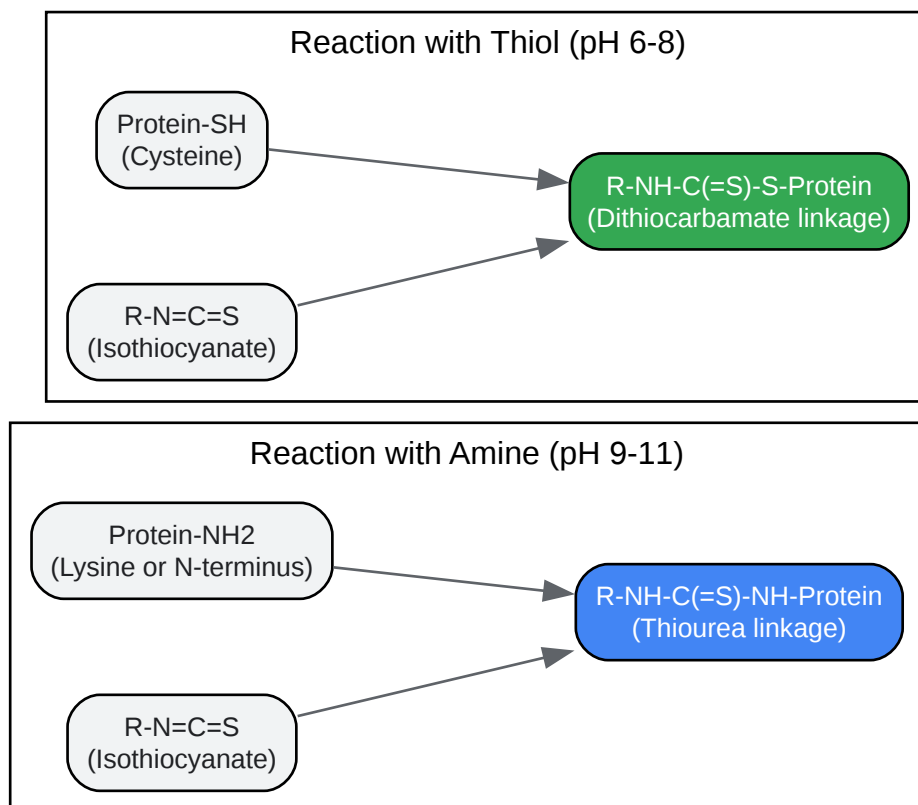 Reaction with Thiol (pH 6-8)
Protein-SH
(Cysteine)
R-NH-C(=S)-S-Protein
(Dithiocarbamate linkage)
R-N=C=S
(Isothiocyanate)
Reaction with Amine (pH 9-11)
Protein-NH2
(Lysine or N-terminus)
R-NH-C(=S)-NH-Protein
(Thiourea linkage)
R-N=C=S
(Isothiocyanate)